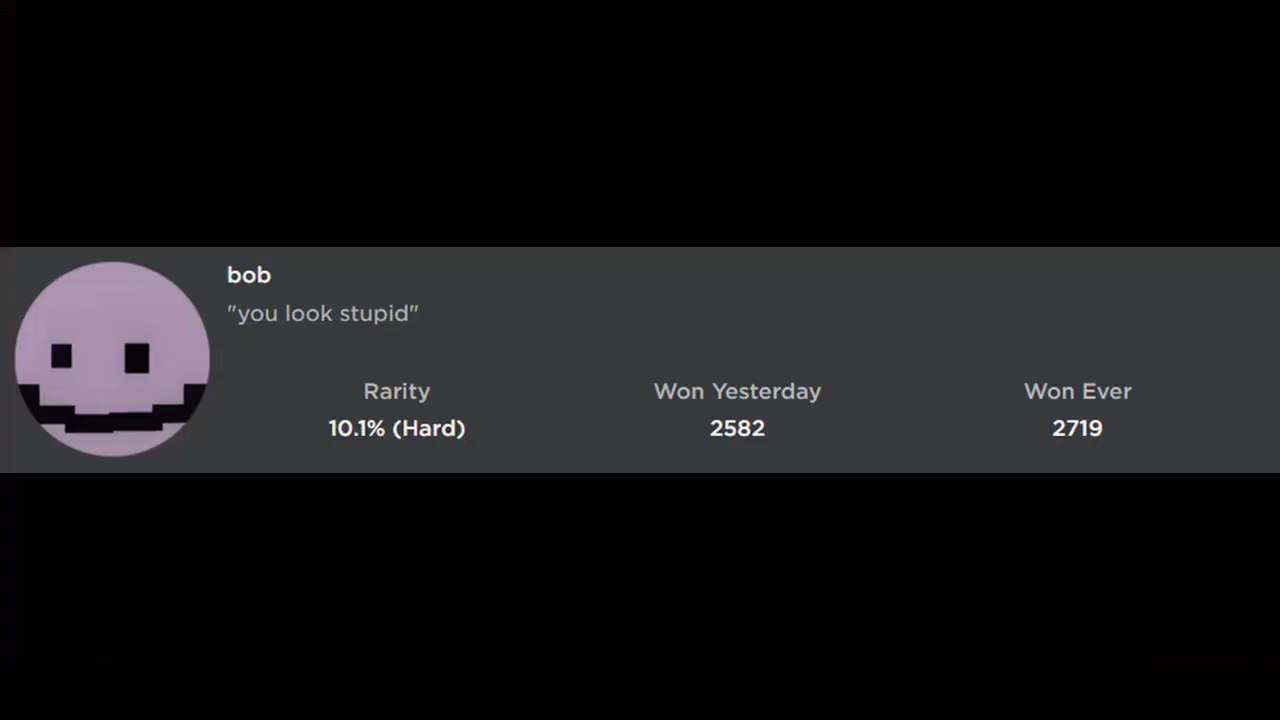 bob
"you look stupid"
Rarity Won Yesterday Won Ever
10.1% (Hard) 2582 2719